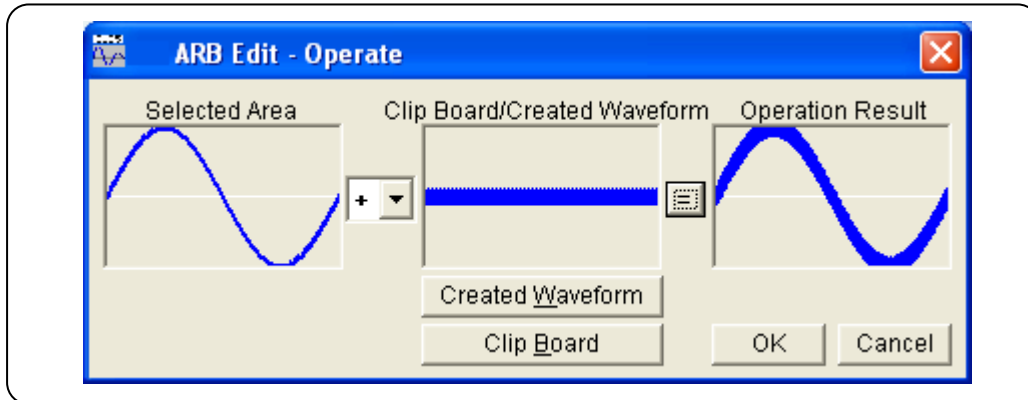 ARB Edit - Operate
Selected Area
Clip Board/Created Waveform
Operation Result
+
=
Created Waveform
Clip Board
OK
Cancel